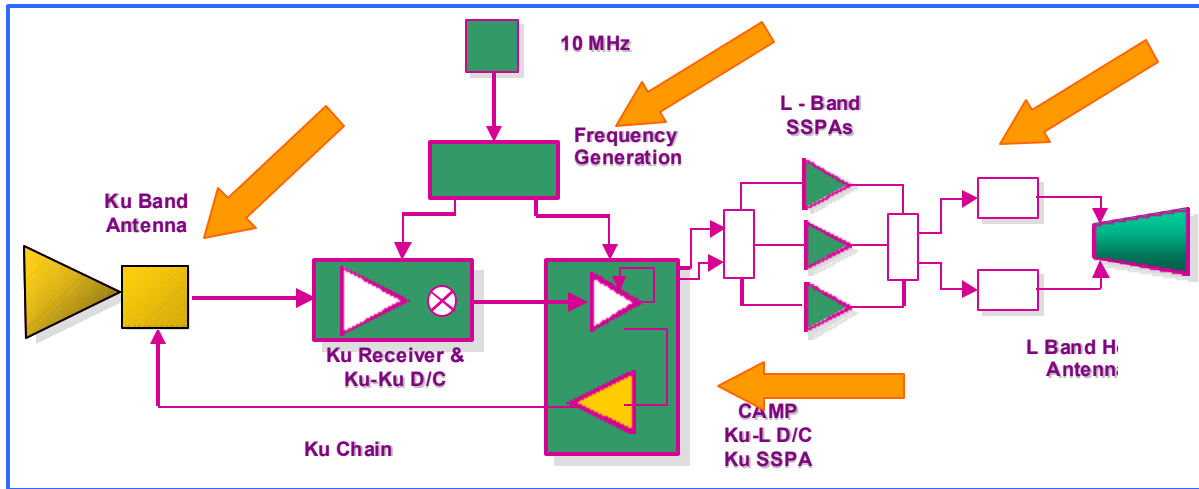 10 MHz
L - Band
SSPAs
Frequency
Generation
Ku Band
Antenna
Ku Receiver &
Ku-Ku D/C
L Band
CAMP
Ku-L D/C
Ku SSPA
Ku Chain